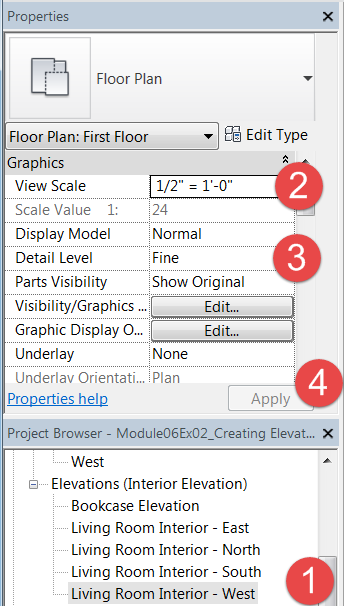 Properties
Floor Plan
Floor Plan: First Floor Edit Type
Graphics
View Scale 1/2" = 1'-0" 2
Scale Value 1: 24
Display Model Normal
Detail Level Fine 3
Parts Visibility Show Original
Visibility/Graphics ... Edit...
Graphic Display O... Edit...
Underlay None
Underlay Orientati... Plan
Properties help Apply 4
Project Browser - Module06Ex02_Creating Elevat...
West
Elevations (Interior Elevation)
Bookcase Elevation
Living Room Interior - East
Living Room Interior - North
Living Room Interior - South
Living Room Interior - West 1